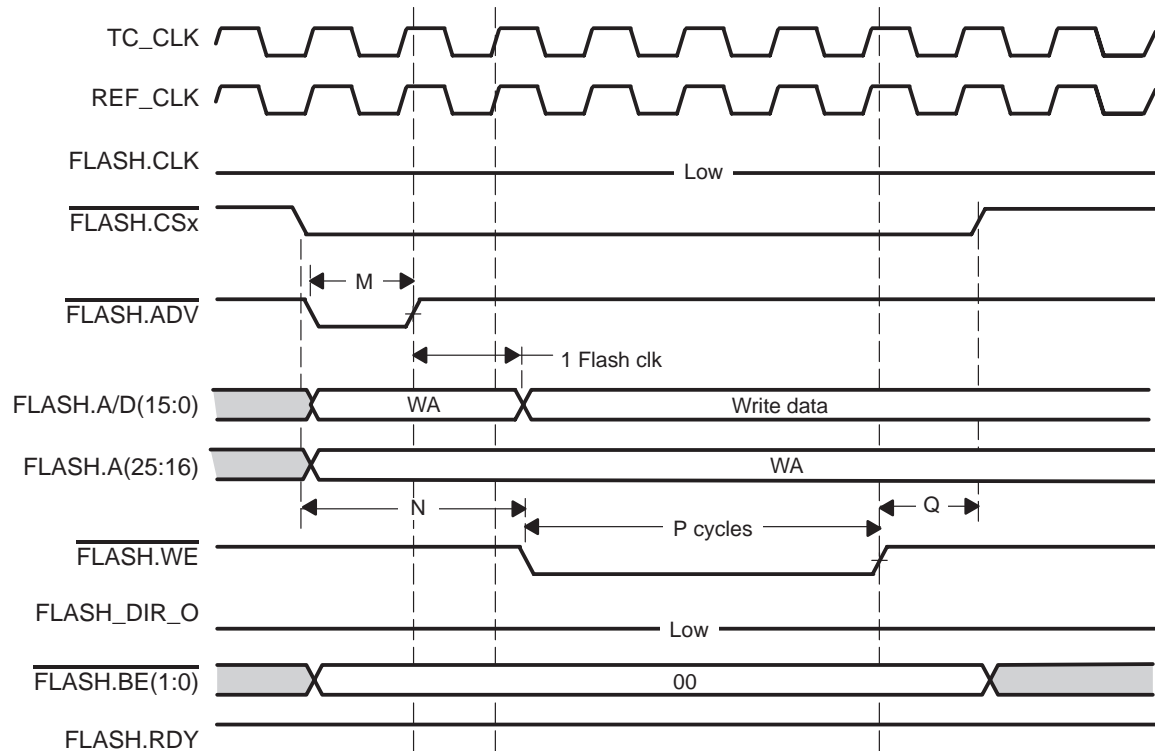 TC_CLK
REF_CLK
FLASH.CLK
Low
FLASH.CSx
M
FLASH.ADV
1 Flash clk
FLASH.A/D(15:0)
WA
Write data
FLASH.A(25:16)
WA
N
Q
P cycles
FLASH.WE
FLASH_DIR_O
Low
FLASH.BE(1:0)
00
FLASH.RDY